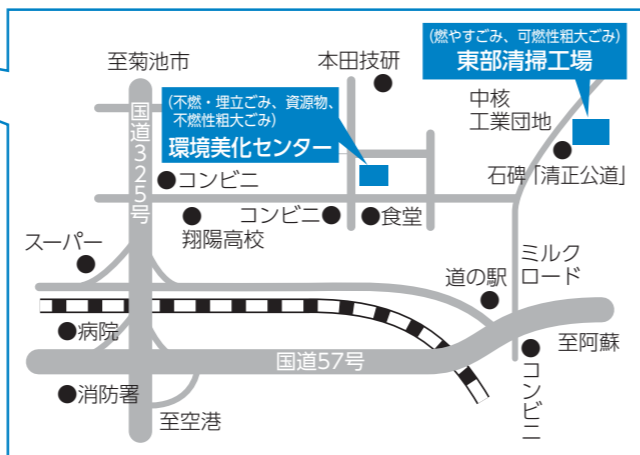 至菊池市
本田技研
(燃やすごみ、可燃性粗大ごみ)
東部清掃工場
(不燃・埋立ごみ、資源物、
不燃性粗大ごみ)
環境美化センター
中核
工業団地
石碑「清正公道」
国道325号
コンビニ
翔陽高校
コンビニ
食堂
スーパー
道の駅
ミルク
ロード
病院
国道57号
至阿蘇
消防署
至空港
コンビニ